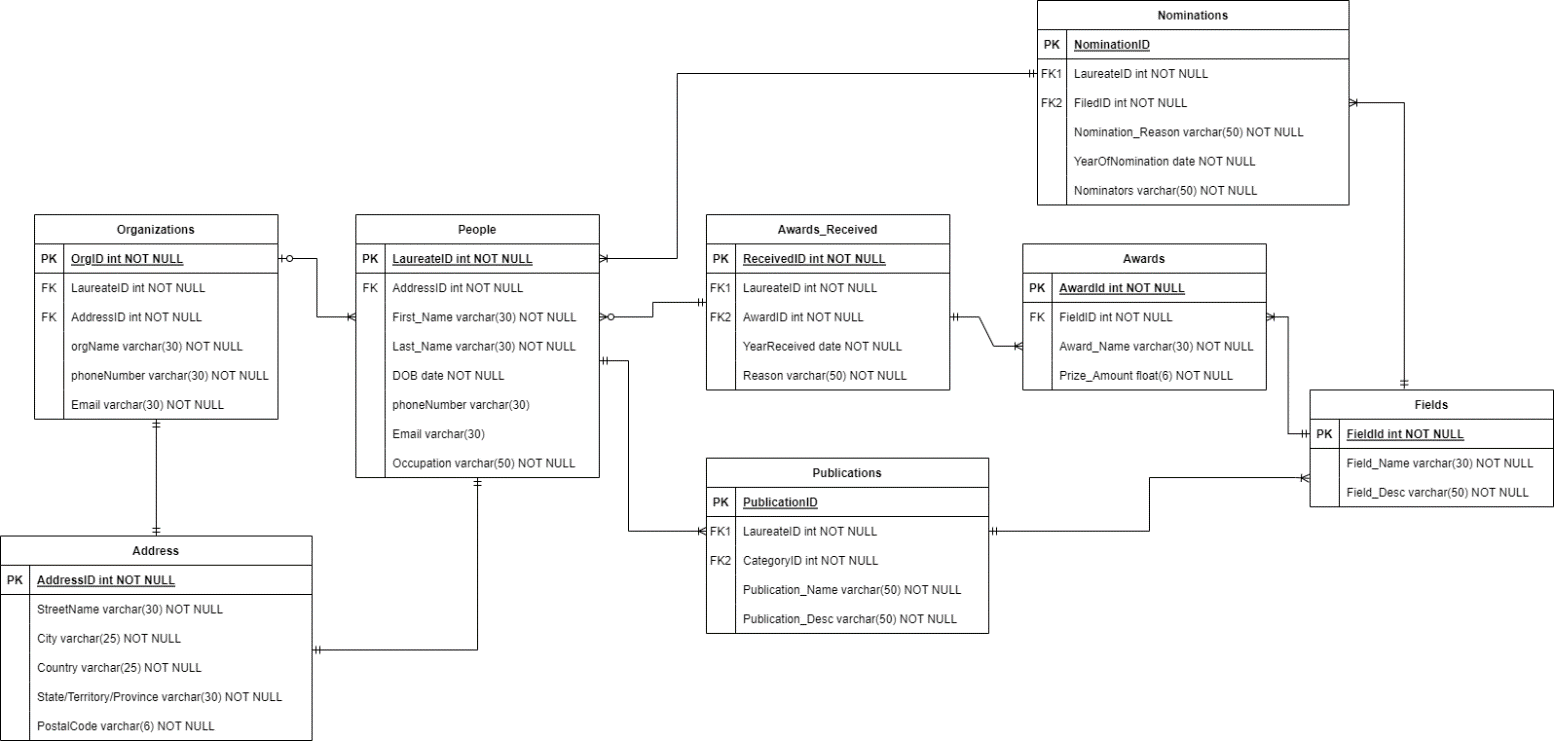 Nominations
PK NominationID
FK1 LaureateID int NOT NULL
FK2 FiledID int NOT NULL
Nomination_Reason varchar(50) NOT NULL
YearOfNomination date NOT NULL
Nominators varchar(50) NOT NULL
Organizations
PK OrgID int NOT NULL
FK LaureateID int NOT NULL
FK AddressID int NOT NULL
orgName varchar(30) NOT NULL
phoneNumber varchar(30) NOT NULL
Email varchar(30) NOT NULL
People
PK LaureateID int NOT NULL
FK AddressID int NOT NULL
First_Name varchar(30) NOT NULL
Last_Name varchar(30) NOT NULL
DOB date NOT NULL
phoneNumber varchar(30)
Email varchar(30)
Occupation varchar(50) NOT NULL
Awards_Received
PK ReceivedID int NOT NULL
FK1 LaureateID int NOT NULL
FK2 AwardID int NOT NULL
YearReceived date NOT NULL
Reason varchar(50) NOT NULL
Awards
PK AwardId int NOT NULL
FK FieldID int NOT NULL
Award_Name varchar(30) NOT NULL
Prize_Amount float(6) NOT NULL
Fields
PK FieldId int NOT NULL
Field_Name varchar(30) NOT NULL
Field_Desc varchar(50) NOT NULL
Publications
PK PublicationID
FK1 LaureateID int NOT NULL
FK2 CategoryID int NOT NULL
Publication_Name varchar(50) NOT NULL
Publication_Desc varchar(50) NOT NULL
Address
PK AddressID int NOT NULL
StreetName varchar(30) NOT NULL
City varchar(25) NOT NULL
Country varchar(25) NOT NULL
State/Territory/Province varchar(30) NOT NULL
PostalCode varchar(6) NOT NULL